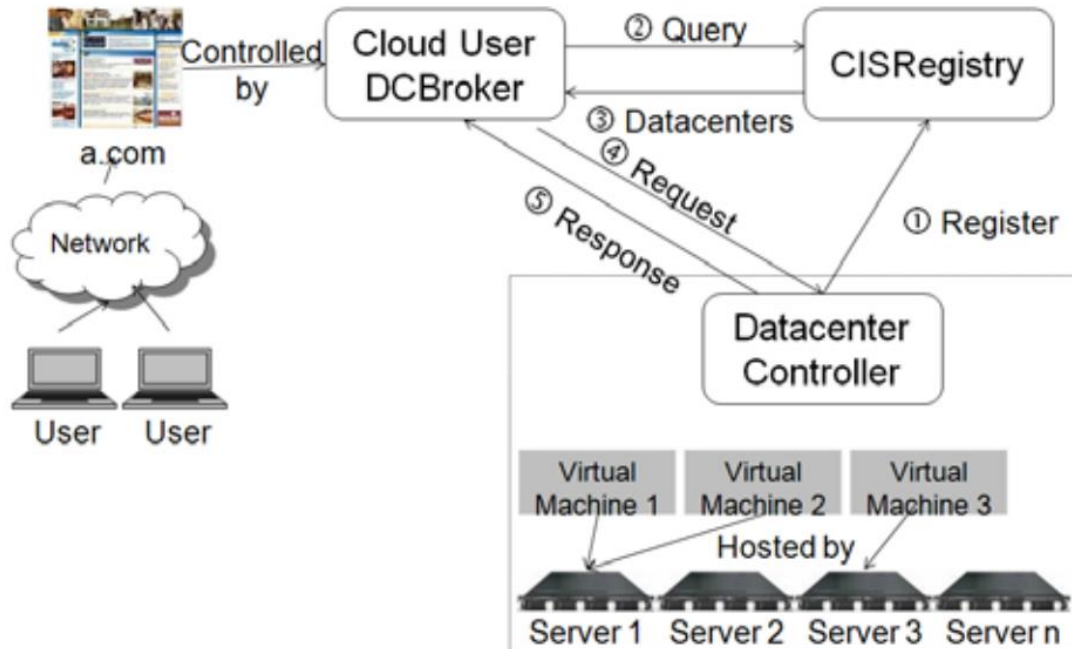 Controlled
by
a.com
Cloud User
DCBroker
② Query
CISRegistry
③ Datacenters
④ Request
⑤ Response
① Register
Network
User
User
Datacenter
Controller
Virtual
Machine 1
Virtual
Machine 2
Virtual
Machine 3
Hosted by
Server 1
Server 2
Server 3
Server n